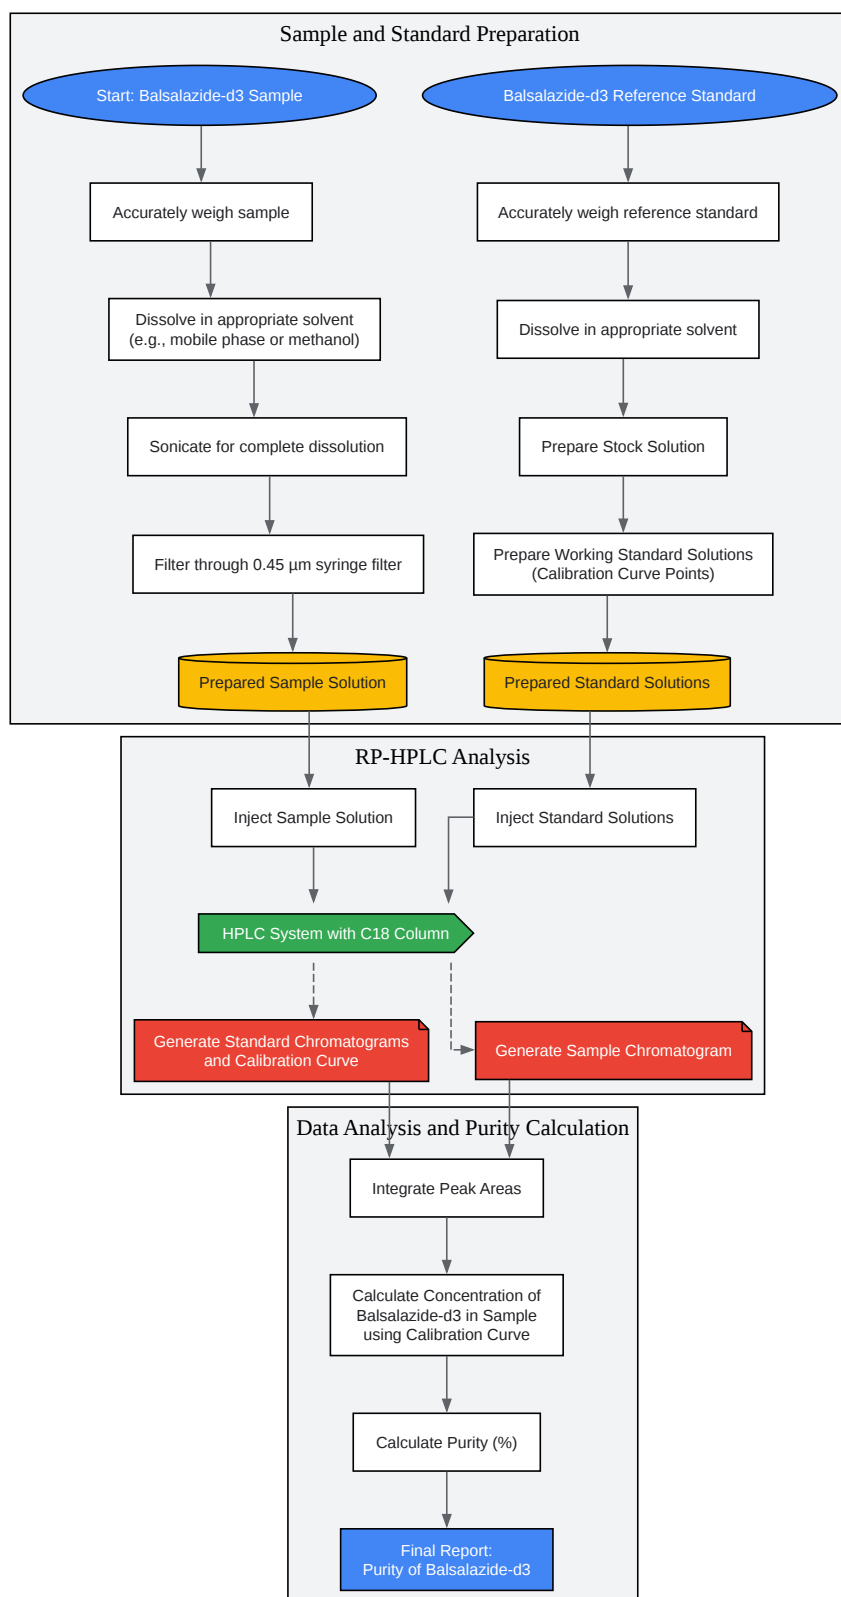 Sample and Standard Preparation
Start: Balsalazide-d3 Sample
Balsalazide-d3 Reference Standard
Accurately weigh sample
Accurately weigh reference standard
Dissolve in appropriate solvent
(e.g., mobile phase or methanol)
Dissolve in appropriate solvent
Sonicate for complete dissolution
Prepare Stock Solution
Filter through 0.45 µm syringe filter
Prepare Working Standard Solutions
(Calibration Curve Points)
Prepared Sample Solution
Prepared Standard Solutions
RP-HPLC Analysis
Inject Sample Solution
Inject Standard Solutions
HPLC System with C18 Column
Generate Standard Chromatograms
and Calibration Curve
Generate Sample Chromatogram
Data Analysis and Purity Calculation
Integrate Peak Areas
Calculate Concentration of
Balsalazide-d3 in Sample
using Calibration Curve
Calculate Purity (%)
Final Report:
Purity of Balsalazide-d3